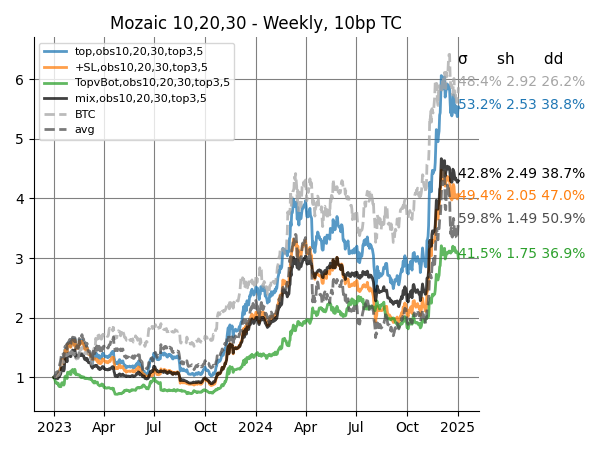 Mozaic 10,20,30 - Weekly, 10bp TC
top,obs10,20,30,top3,5
+SL,obs10,20,30,top3,5
TopvBot,obs10,20,30,top3,5
mix,obs10,20,30,top3,5
BTC
avg
σ sh dd
48.4% 2.92 26.2%
53.2% 2.53 38.8%
42.8% 2.49 38.7%
49.4% 2.05 47.0%
59.8% 1.49 50.9%
41.5% 1.75 36.9%
6
5
4
3
2
1
2023 Apr Jul Oct 2024 Apr Jul Oct 2025